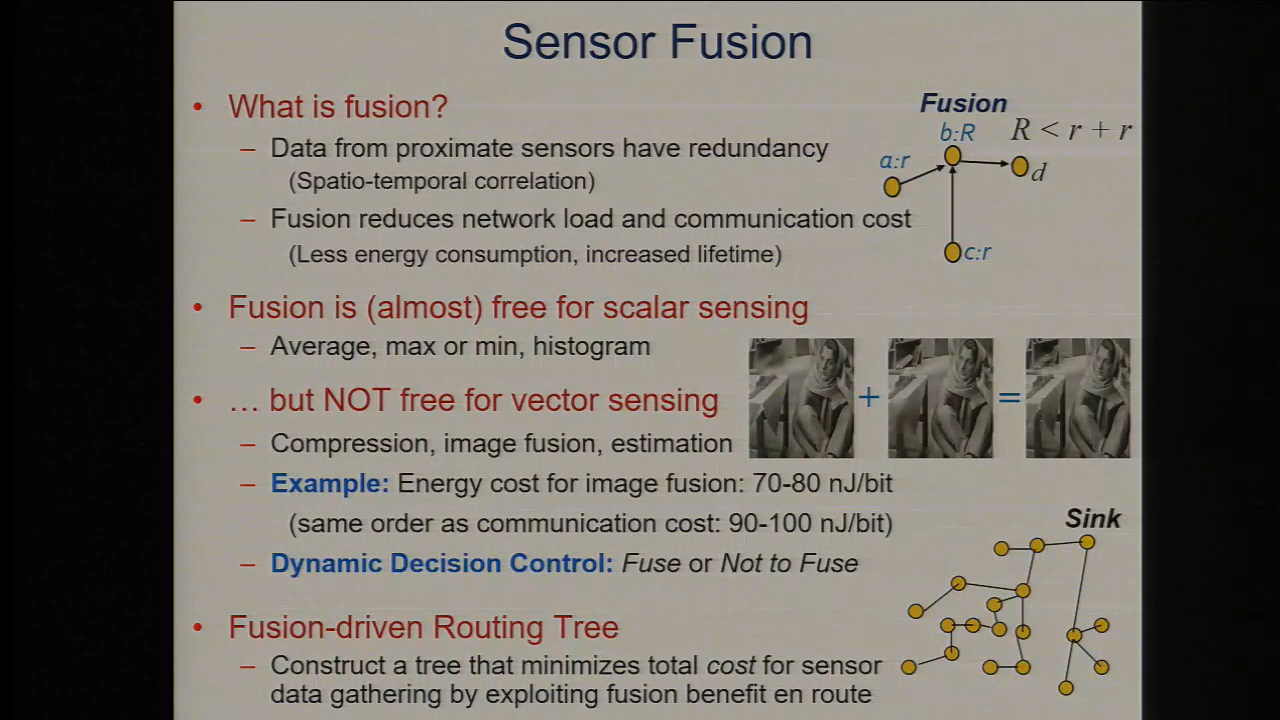 Sensor Fusion
• What is fusion?
– Data from proximate sensors have redundancy
(Spatio-temporal correlation)
– Fusion reduces network load and communication cost
(Less energy consumption, increased lifetime)
Fusion
b:R
R < r + r
a:r
d
c:r
• Fusion is (almost) free for scalar sensing
– Average, max or min, histogram
• … but NOT free for vector sensing
+
=
– Compression, image fusion, estimation
– Example: Energy cost for image fusion: 70-80 nJ/bit
(same order as communication cost: 90-100 nJ/bit)
– Dynamic Decision Control: Fuse or Not to Fuse
Sink
• Fusion-driven Routing Tree
– Construct a tree that minimizes total cost for sensor
data gathering by exploiting fusion benefit en route